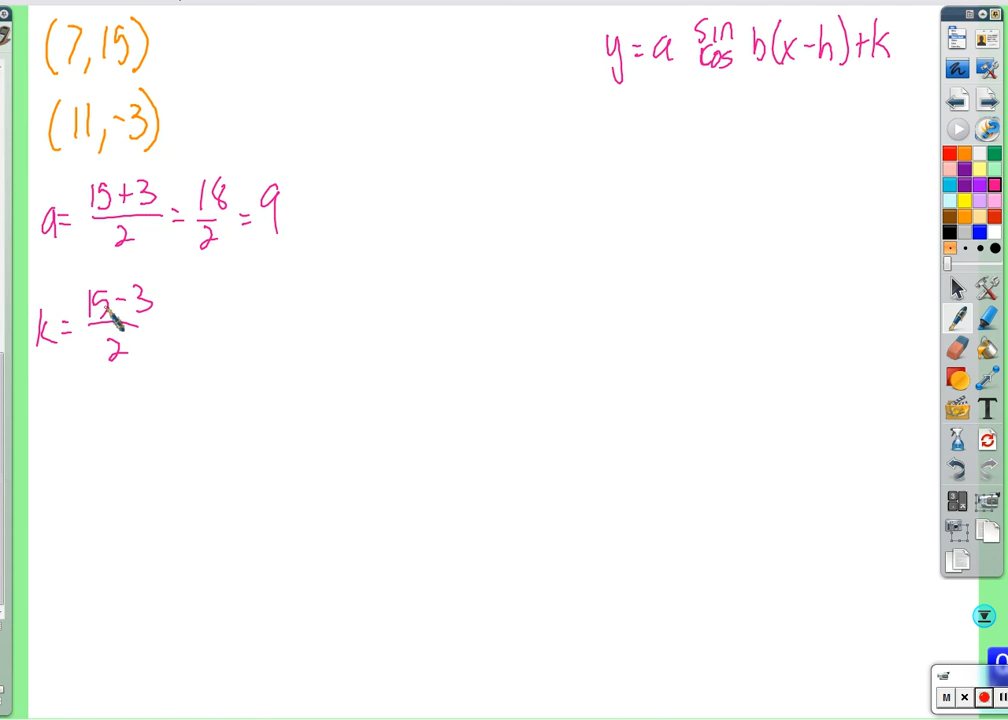 (7,15)
y=a sin cos b(x-h)+k
(11,-3)
a= 15+3/2 = 18/2 = 9
k= 15-3/2
T
M